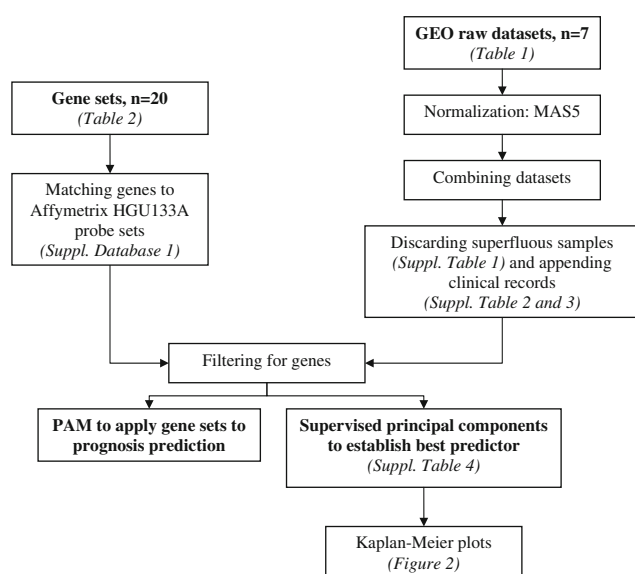 GEO raw datasets, n=7
(Table 1)
Normalization: MAS5
Combining datasets
Discarding superfluous samples
(Suppl. Table 1) and appending
clinical records
(Suppl. Table 2 and 3)
Gene sets, n=20
(Table 2)
Matching genes to
Affymetrix HGU133A
probe sets
(Suppl. Database 1)
Filtering for genes
PAM to apply gene sets to
prognosis prediction
Supervised principal components
to establish best predictor
(Suppl. Table 4)
Kaplan-Meier plots
(Figure 2)